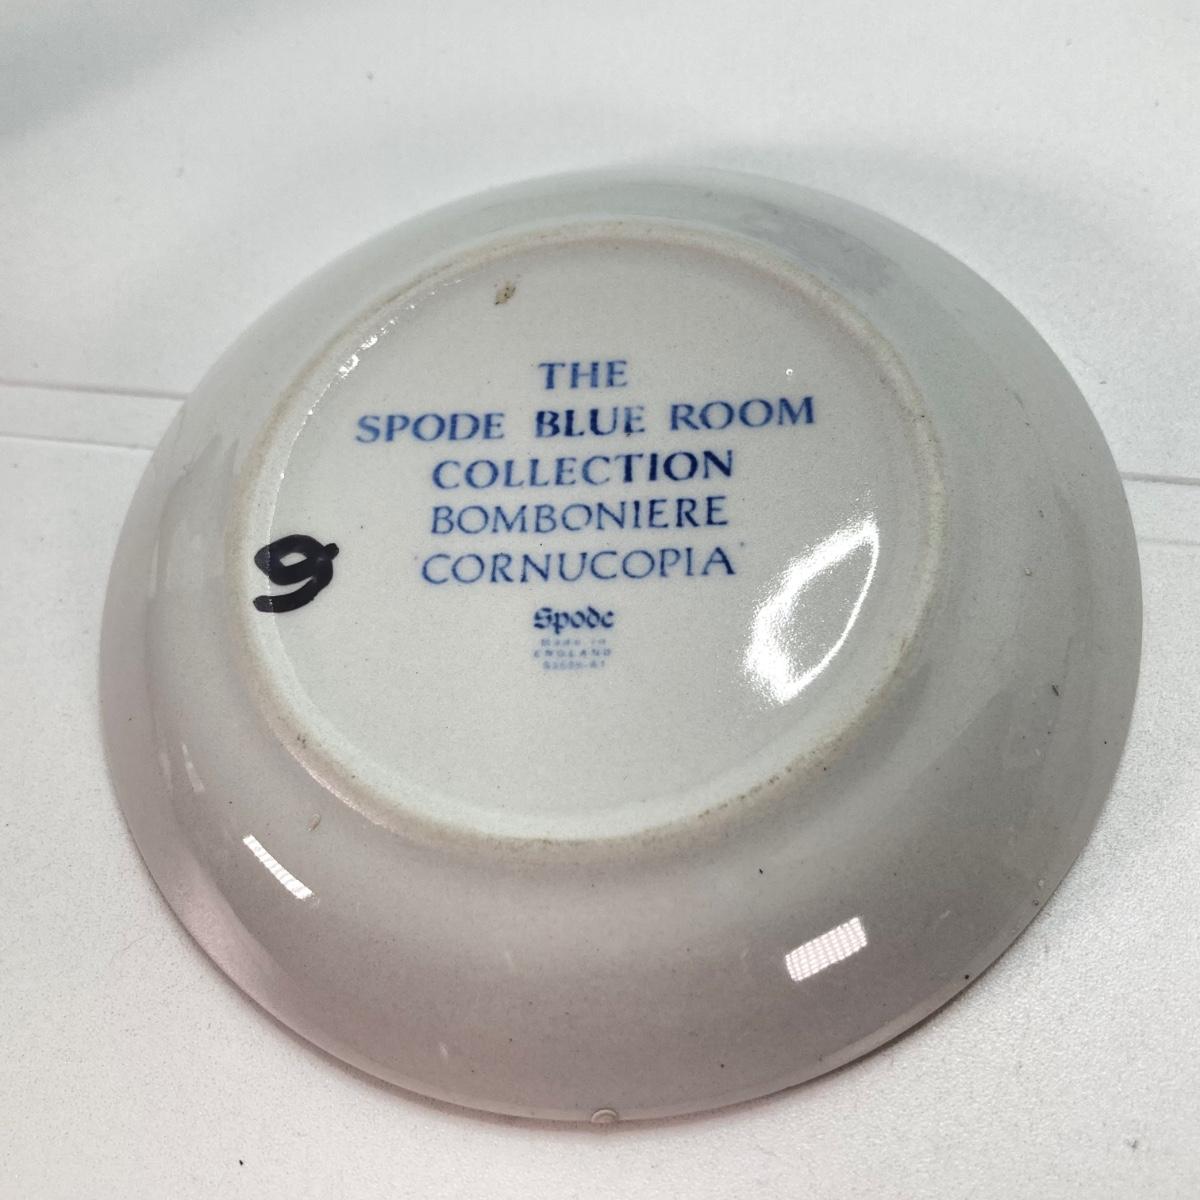 THE
SPODE BLUE ROOM
COLLECTION
BOMBONIERE
'CORNUCOPIA'
Spode
Made in
ENGLAND
9